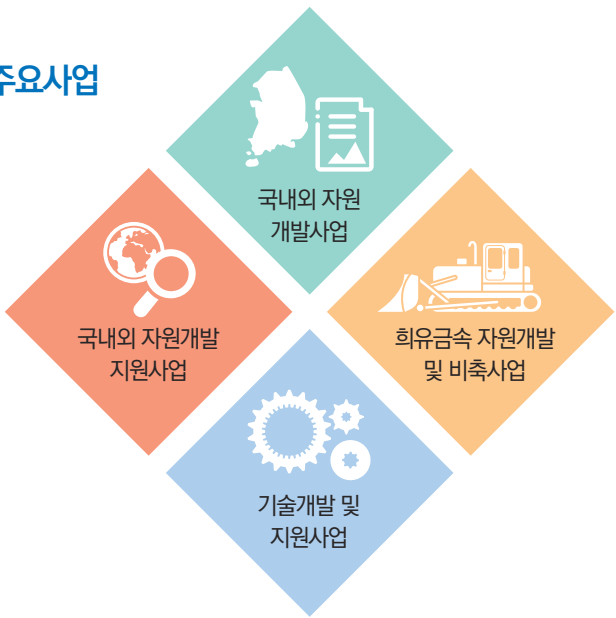 주요사업
국내외 자원
개발사업
국내외 자원개발
지원사업
희유금속 자원개발
및 비축사업
기술개발 및
지원사업